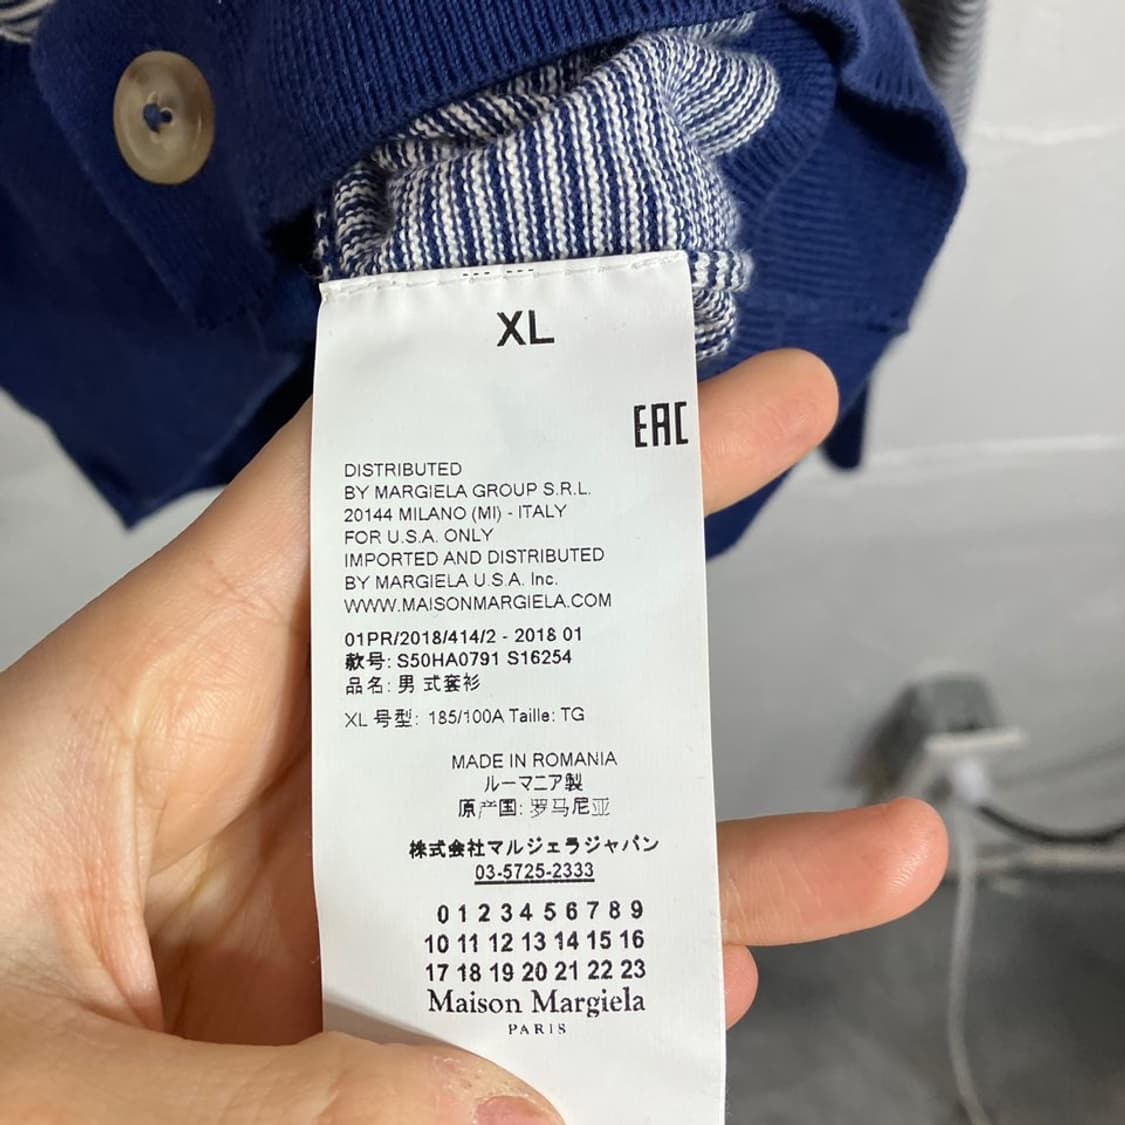 XL
EAC
DISTRIBUTED
BY MARGIELA GROUP S.R.L.
20144 MILANO (MI) - ITALY
FOR U.S.A. ONLY
IMPORTED AND DISTRIBUTED
BY MARGIELA U.S.A. Inc.
WWW.MAISONMARGIELA.COM
01PR/2018/414/2 - 2018 01
款号: S50HA0791 S16254
品名: 男 式套衫
XL 号型: 185/100A Taille: TG
MADE IN ROMANIA
ルーマニア製
原产国: 罗马尼亚
株式会社マルジェラジャパン
03-5725-2333
0 1 2 3 4 5 6 7 8 9
10 11 12 13 14 15 16
17 18 19 20 21 22 23
Maison Margiela
PARIS